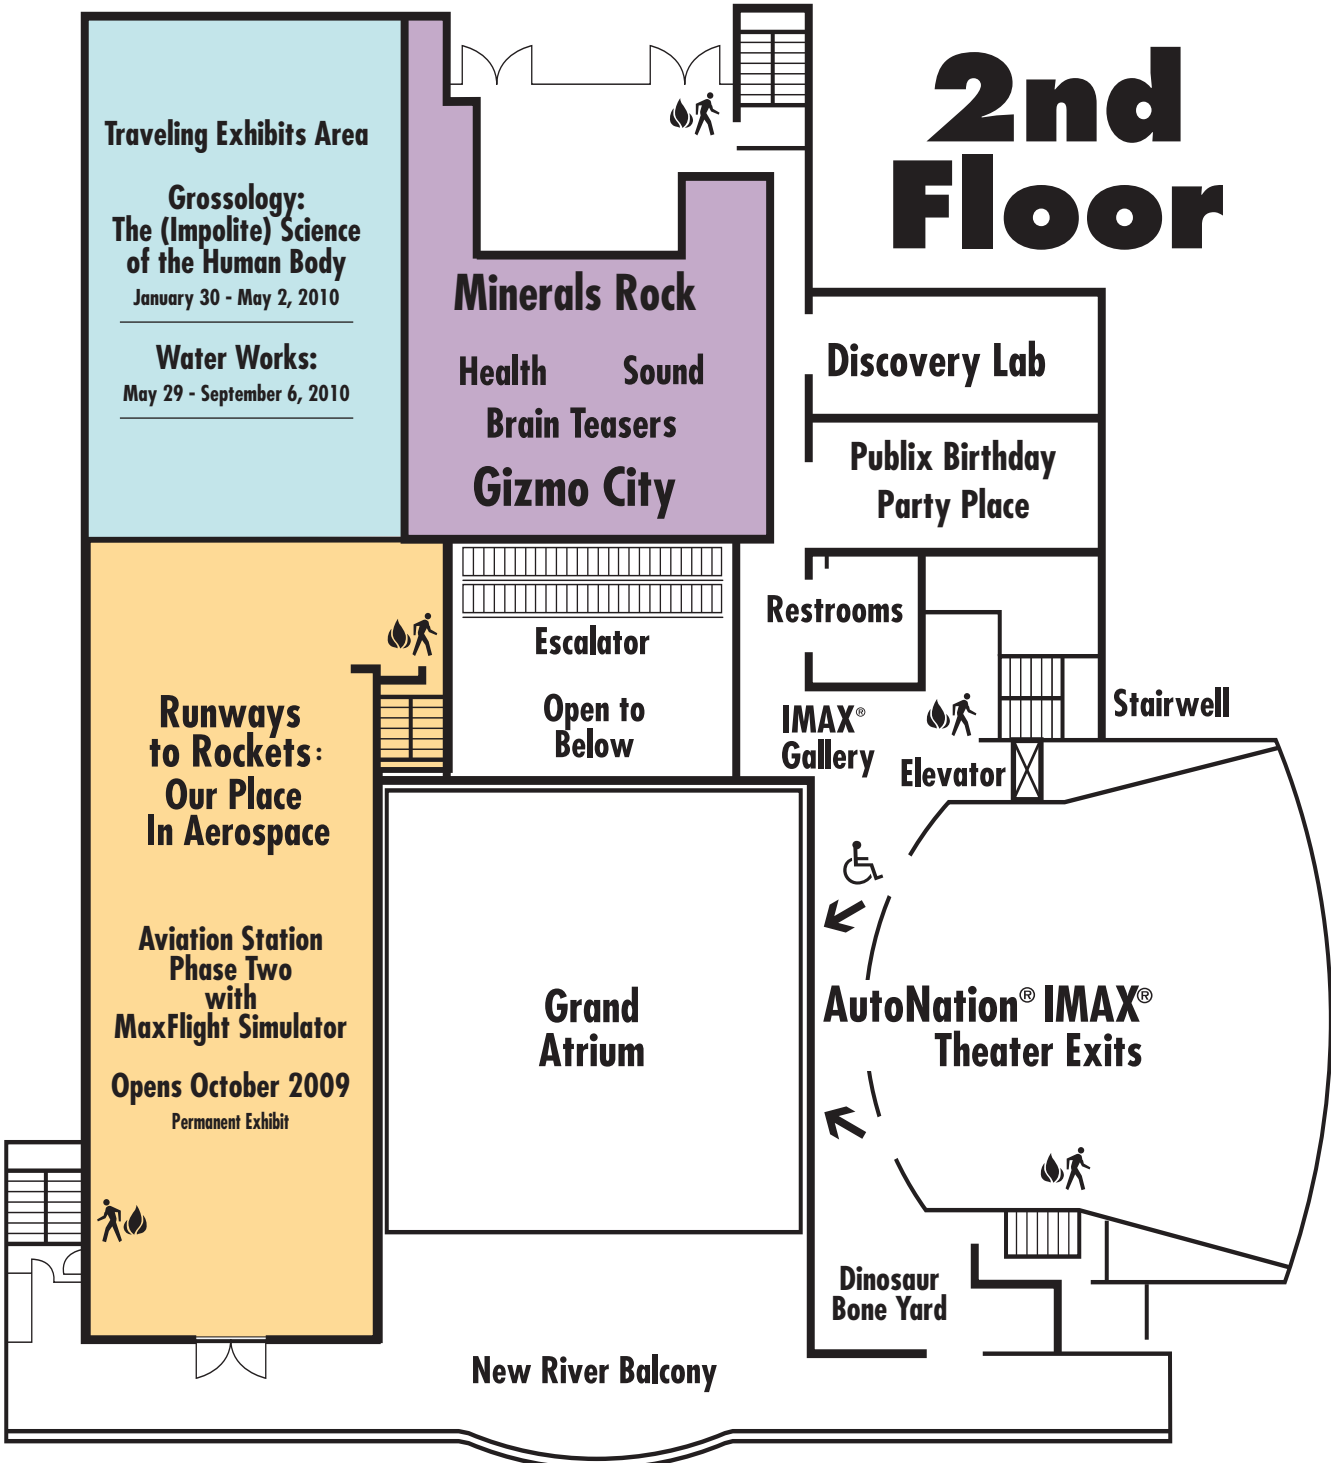 2nd
Floor
Traveling Exhibits Area
Grossology:
The (Impolite) Science
of the Human Body
January 30 - May 2, 2010
Water Works:
May 29 - September 6, 2010
Minerals Rock
Health
Sound
Brain Teasers
Gizmo City
Discovery Lab
Publix Birthday
Party Place
Restrooms
Escalator
Open to
Below
IMAX®
Gallery
Elevator
Stairwell
Runways
to Rockets:
Our Place
In Aerospace
Aviation Station
Phase Two
with
MaxFlight Simulator
Opens October 2009
Permanent Exhibit
Grand
Atrium
AutoNation® IMAX®
Theater Exits
Dinosaur
Bone Yard
New River Balcony